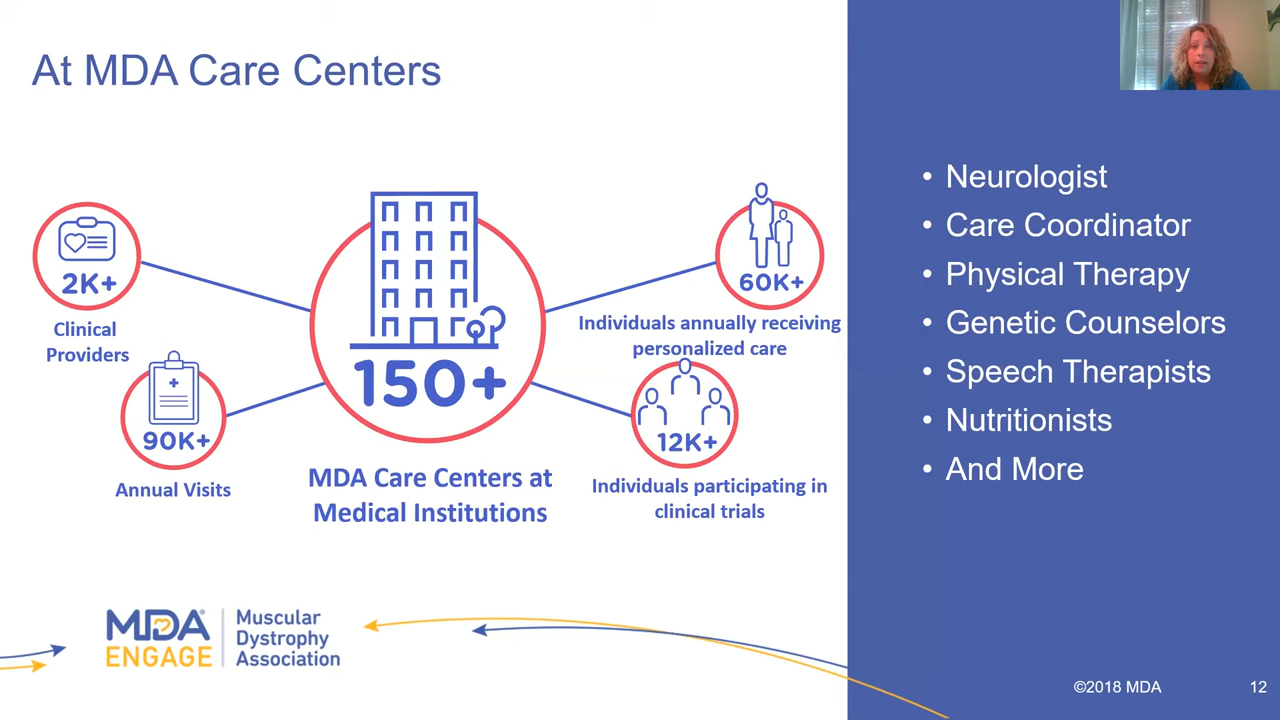 At MDA Care Centers
2K+
Clinical
Providers
90K+
Annual Visits
150+
MDA Care Centers at
Medical Institutions
60K+
Individuals annually receiving
personalized care
12K+
Individuals participating in
clinical trials
• Neurologist
• Care Coordinator
• Physical Therapy
• Genetic Counselors
• Speech Therapists
• Nutritionists
• And More
MDA®
ENGAGE
Muscular
Dystrophy
Association
©2018 MDA
12